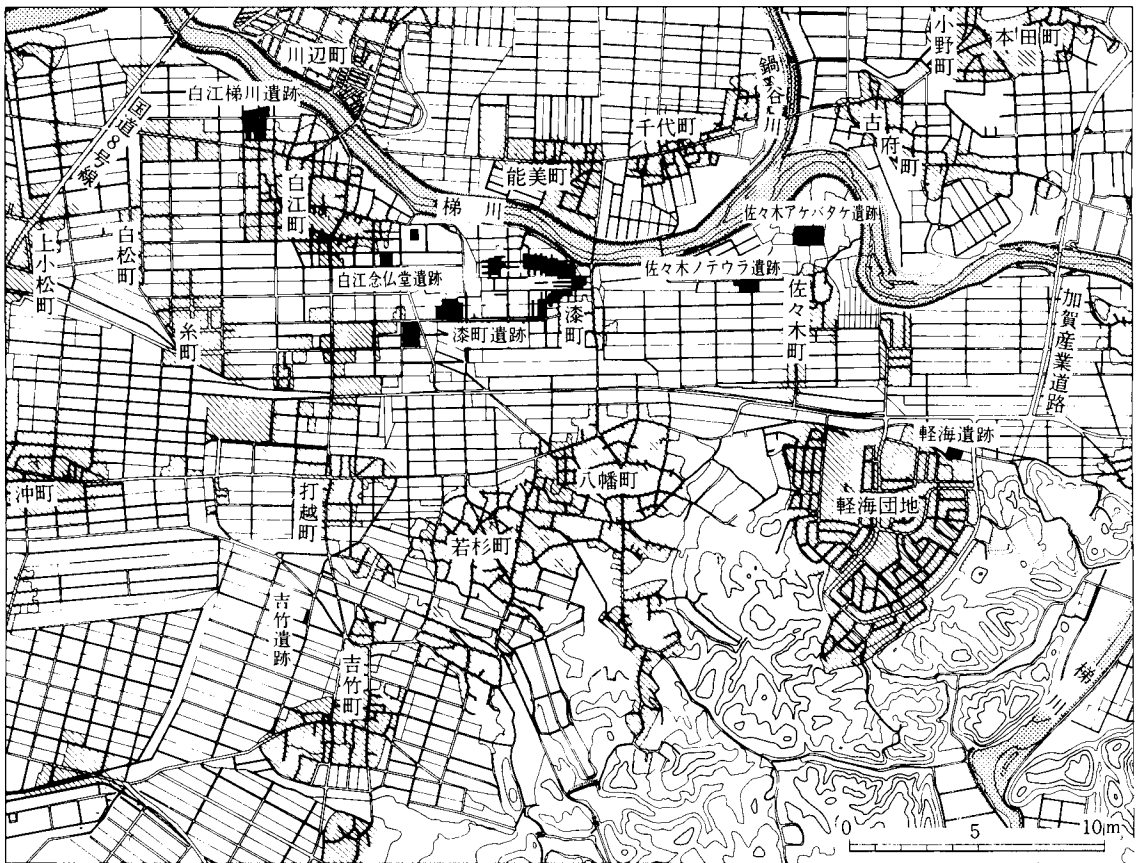 川辺町
小野町
本田町
鍋谷川
白江梯川遺跡
国道8号線
千代町
古府町
能美町
白江町
梯川
佐々木アケバタケ遺跡
上小松町
白松町
白江念仏堂遺跡
佐々木ノテウラ遺跡
糸町
漆町遺跡
漆町
佐々木町
加賀産業道路
軽海遺跡
沖町
打越町
八幡町
軽海団地
若杉町
吉竹遺跡
吉竹町
梯川
0 5 10m